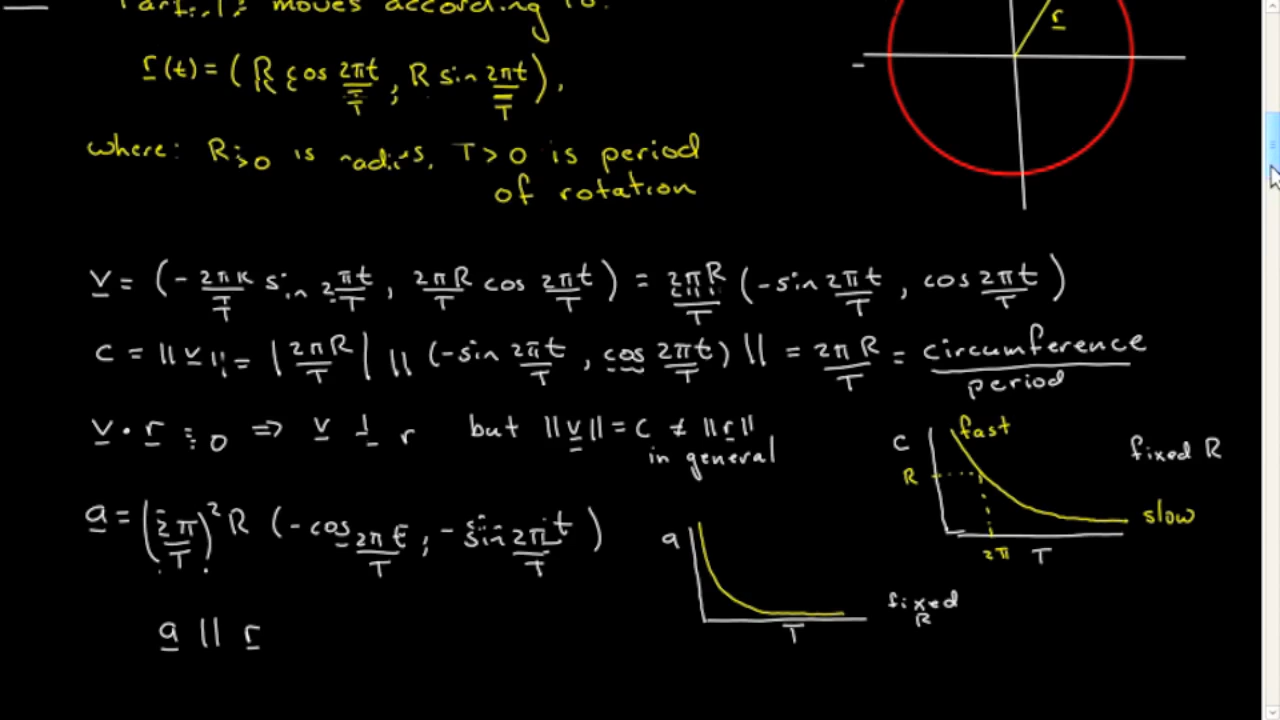 Particle moves according to:
r
r(t) = (R cos 2πt/T, R sin 2πt/T),
where: R>0 is radius, T>0 is period
of rotation
v = (-2πR/T sin 2πt/T, 2πR/T cos 2πt/T) = 2πR/T (-sin 2πt/T, cos 2πt/T)
c = ||v|| = |2πR/T| ||(-sin 2πt/T, cos 2πt/T)|| = 2πR/T = circumference/period
v · r = 0 ⇒ v ⊥ r but ||v|| = c ≠ ||r||
in general
c fast fixed R
R
slow
2π T
a = (2π/T)² R (-cos 2πt/T, -sin 2πt/T)
a
fixed
R
T
a || r